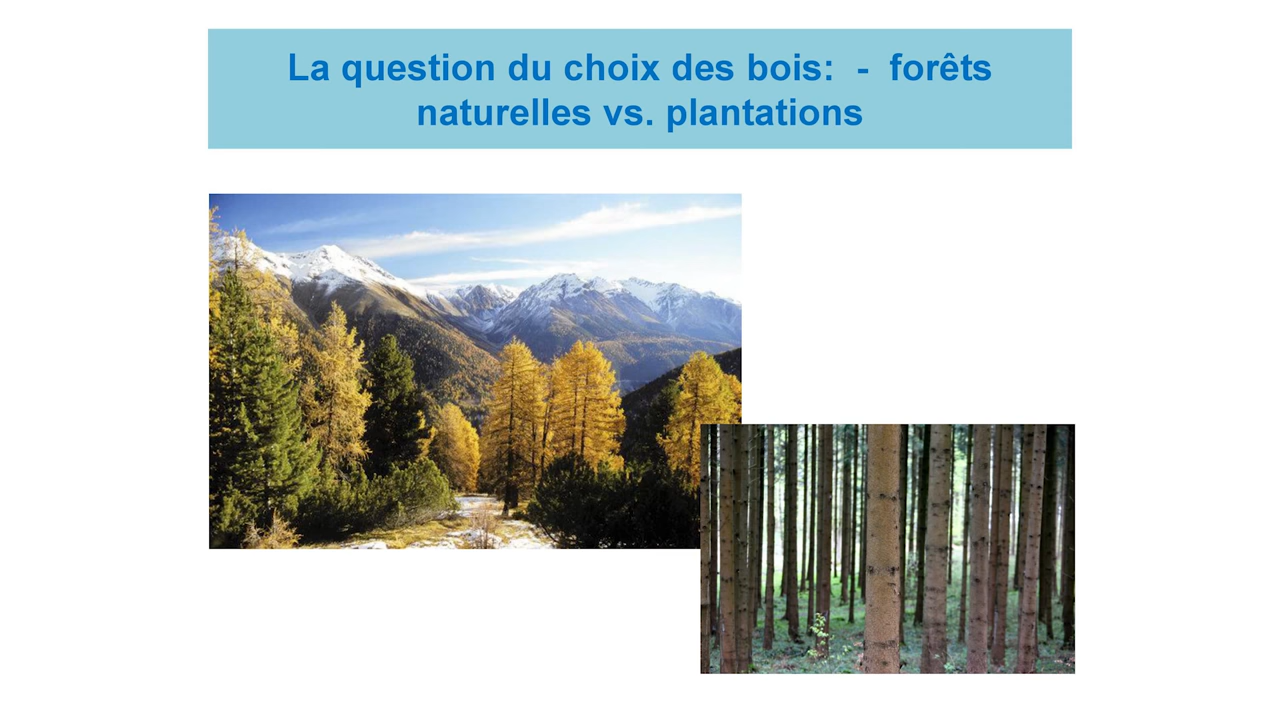 La question du choix des bois:  -  forêts
naturelles vs. plantations